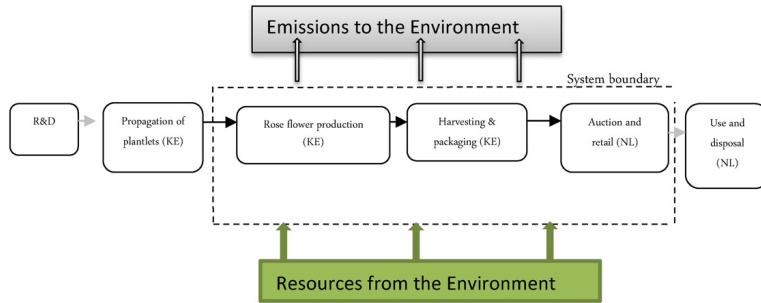 Emissions to the Environment
System boundary
R&D
Propagation of
plantlets (KE)
Rose flower production
(KE)
Harvesting &
packaging (KE)
Auction and
retail (NL)
Use and
disposal
(NL)
Resources from the Environment